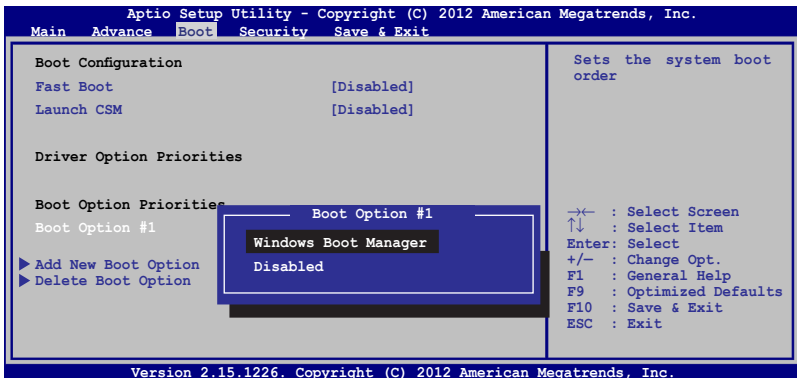 Aptio Setup Utility - Copyright (C) 2012 American Megatrends, Inc.
Main Advance Boot Security Save & Exit
Boot Configuration
Fast Boot [Disabled]
Launch CSM [Disabled]
Driver Option Priorities
Boot Option Priorities
Boot Option #1
Add New Boot Option
Delete Boot Option
Boot Option #1
Windows Boot Manager
Disabled
Sets the system boot
order
→← : Select Screen
↑↓ : Select Item
Enter: Select
+/— : Change Opt.
F1 : General Help
F9 : Optimized Defaults
F10 : Save & Exit
ESC : Exit
Version 2.15.1226. Copyright (C) 2012 American Megatrends, Inc.